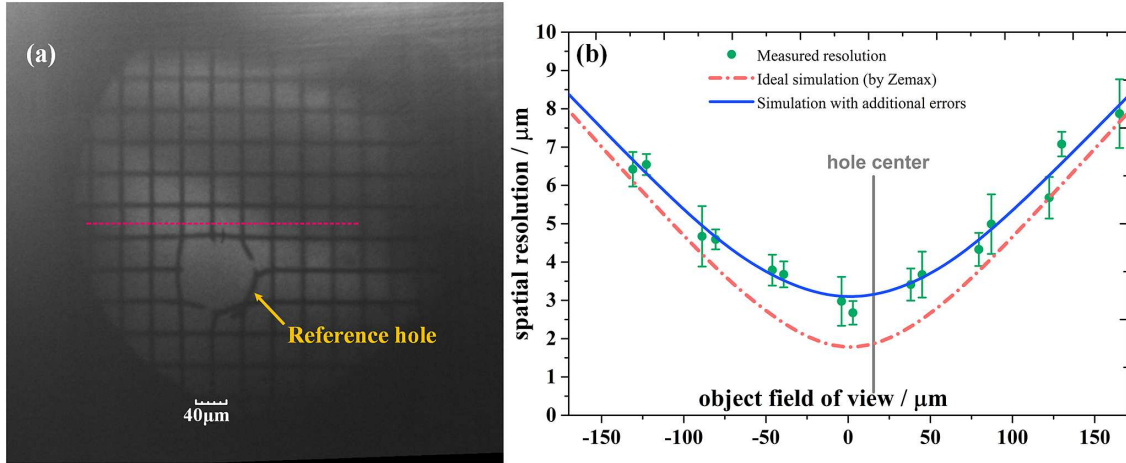 (a)
Reference hole
40μm
(b)
Measured resolution
Ideal simulation (by Zemax)
Simulation with additional errors
hole center
spatial resolution / μm
10
9
8
7
6
5
4
3
2
1
0
object field of view / μm
-150 -100 -50 0 50 100 150